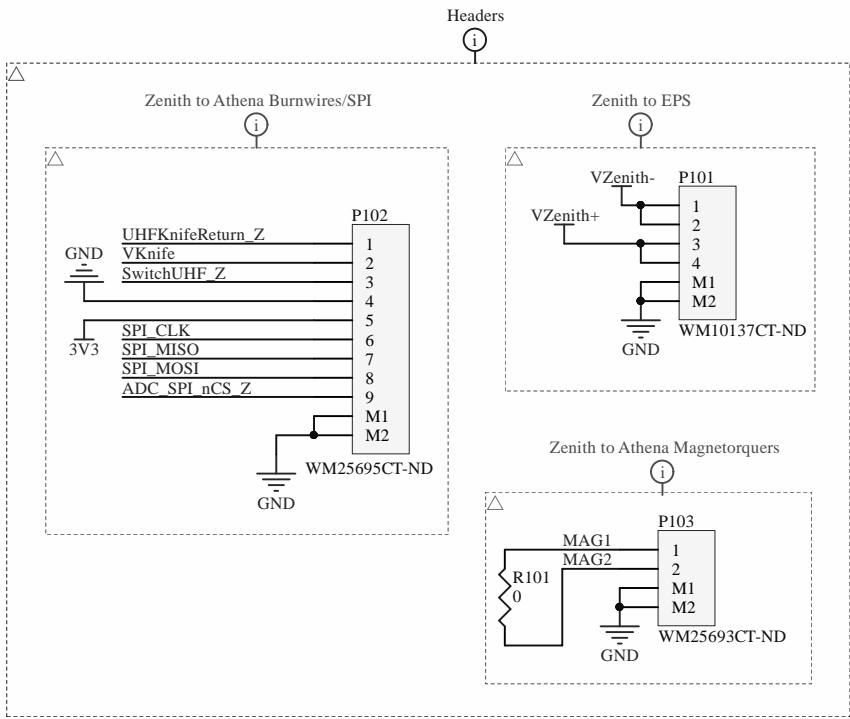 Headers
i
Zenith to Athena Burnwires/SPI
i
P102
UHFKnifeReturn_Z
1
VKnife
2
SwitchUHF_Z
3
GND
4
5
3V3
SPI_CLK
6
SPI_MISO
7
SPI_MOSI
8
ADC_SPI_nCS_Z
9
M1
M2
WM25695CT-ND
GND
Zenith to EPS
i
P101
VZenith-
1
2
VZenith+
3
4
M1
M2
WM10137CT-ND
GND
Zenith to Athena Magnetorquers
i
P103
MAG1
1
MAG2
2
R101
0
M1
M2
WM25693CT-ND
GND